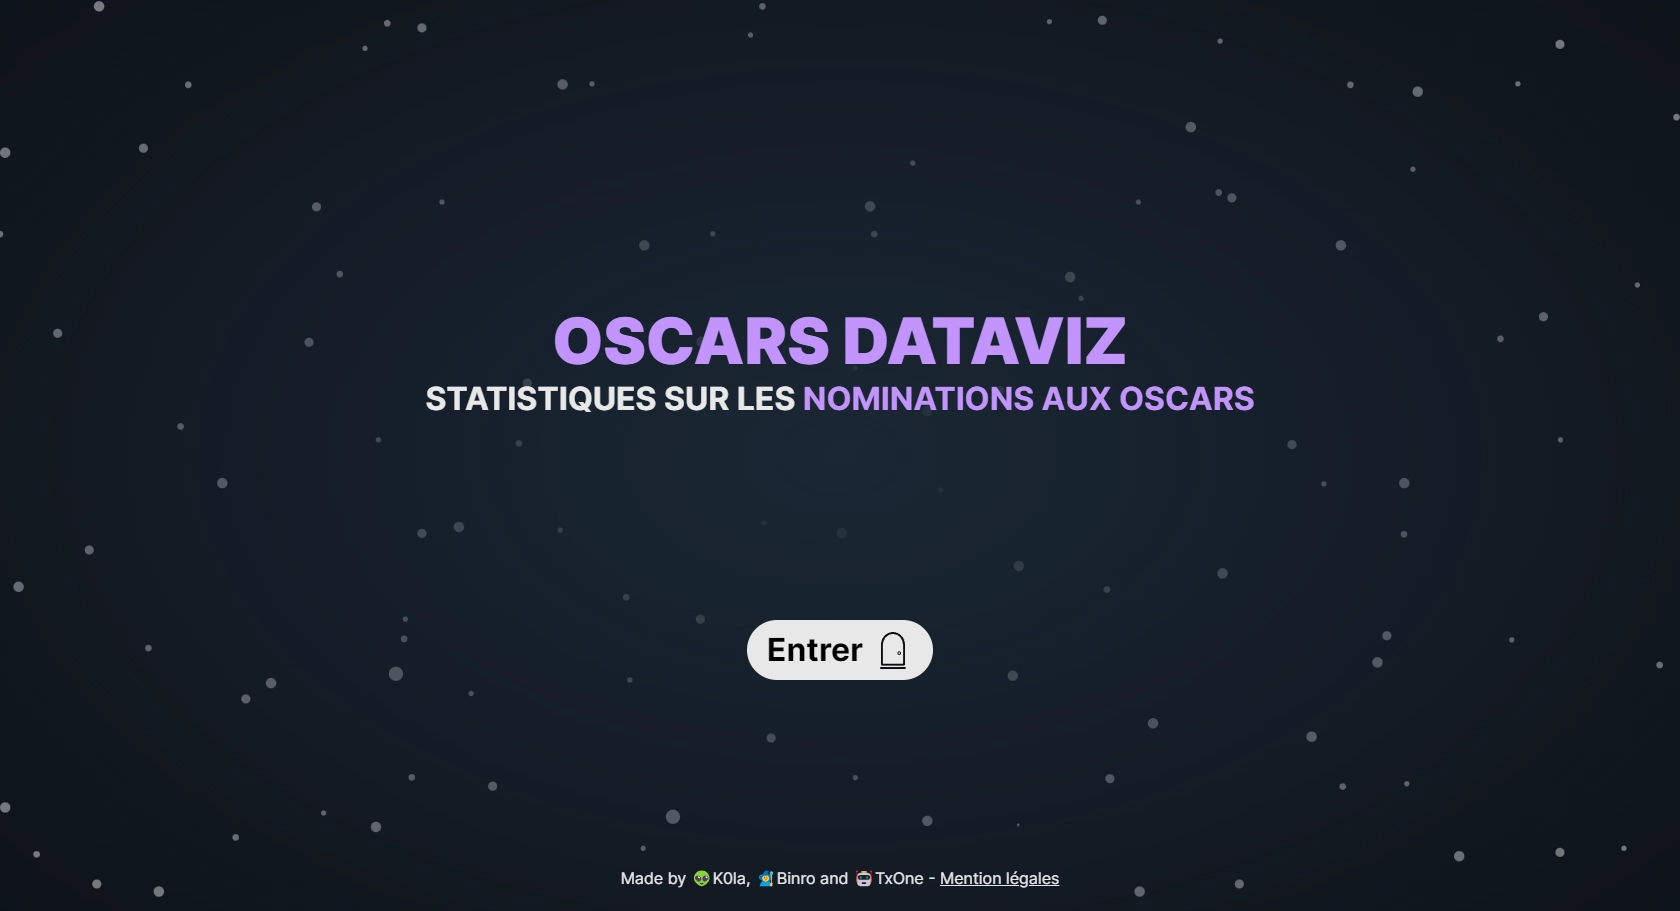 OSCARS DATAVIZ
STATISTIQUES SUR LES NOMINATIONS AUX OSCARS
Entrer
Made by 👽K0la, 🧙‍♂️Binro and 🤖TxOne - Mention légales